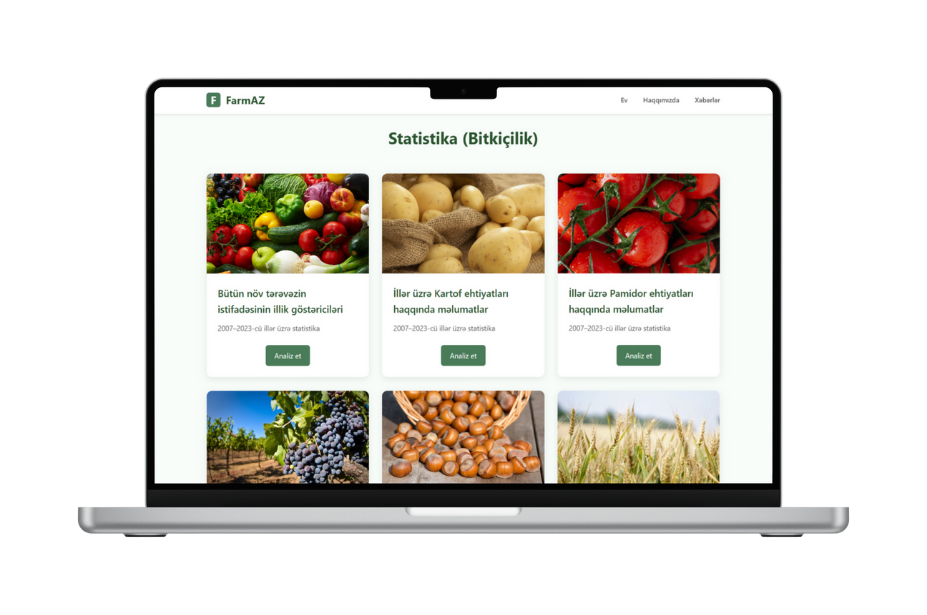 F FarmAZ
Ev Haqqımızda Xəbərlər
Statistika (Bitkiçilik)
Bütün növ tərəvəzin
istifadəsinin illik göstəriciləri
2007–2023-cü illər üzrə statistika
Analiz et
İllər üzrə Kartof ehtiyatları
haqqında məlumatlar
2007–2023-cü illər üzrə statistika
Analiz et
İllər üzrə Pamidor ehtiyatları
haqqında məlumatlar
2007–2023-cü illər üzrə statistika
Analiz et